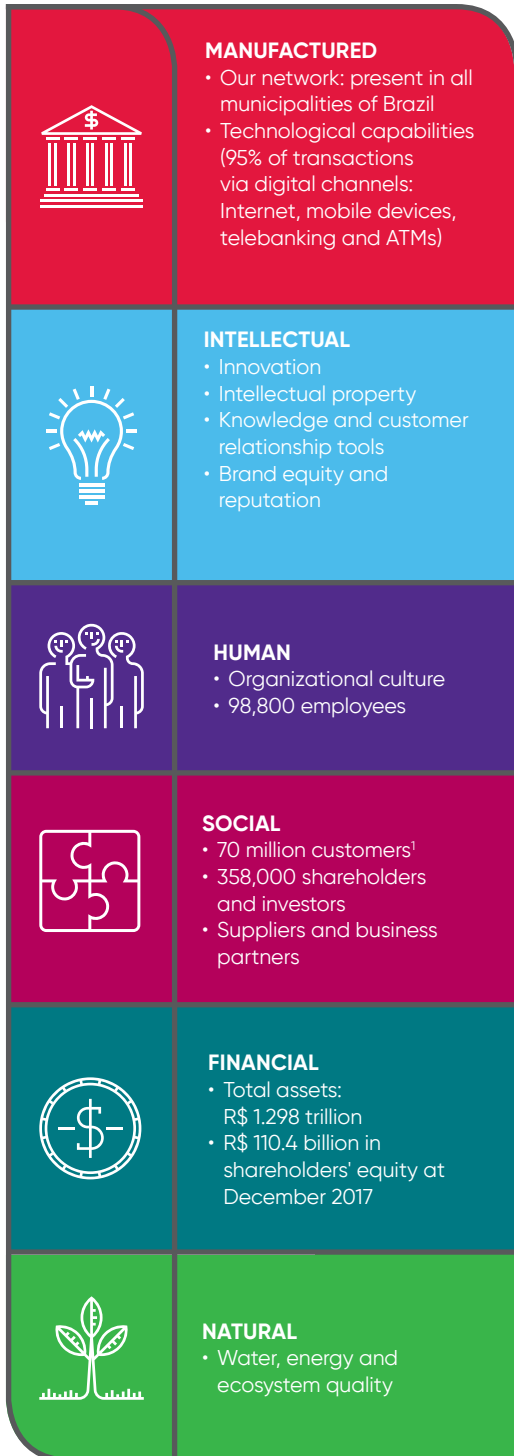 $
MANUFACTURED
• Our network: present in all
municipalities of Brazil
• Technological capabilities
(95% of transactions
via digital channels:
Internet, mobile devices,
telebanking and ATMs)
INTELLECTUAL
• Innovation
• Intellectual property
• Knowledge and customer
relationship tools
• Brand equity and
reputation
HUMAN
• Organizational culture
• 98,800 employees
SOCIAL
• 70 million customers¹
• 358,000 shareholders
and investors
• Suppliers and business
partners
$
FINANCIAL
• Total assets:
R$ 1.298 trillion
• R$ 110.4 billion in
shareholders' equity at
December 2017
NATURAL
• Water, energy and
ecosystem quality